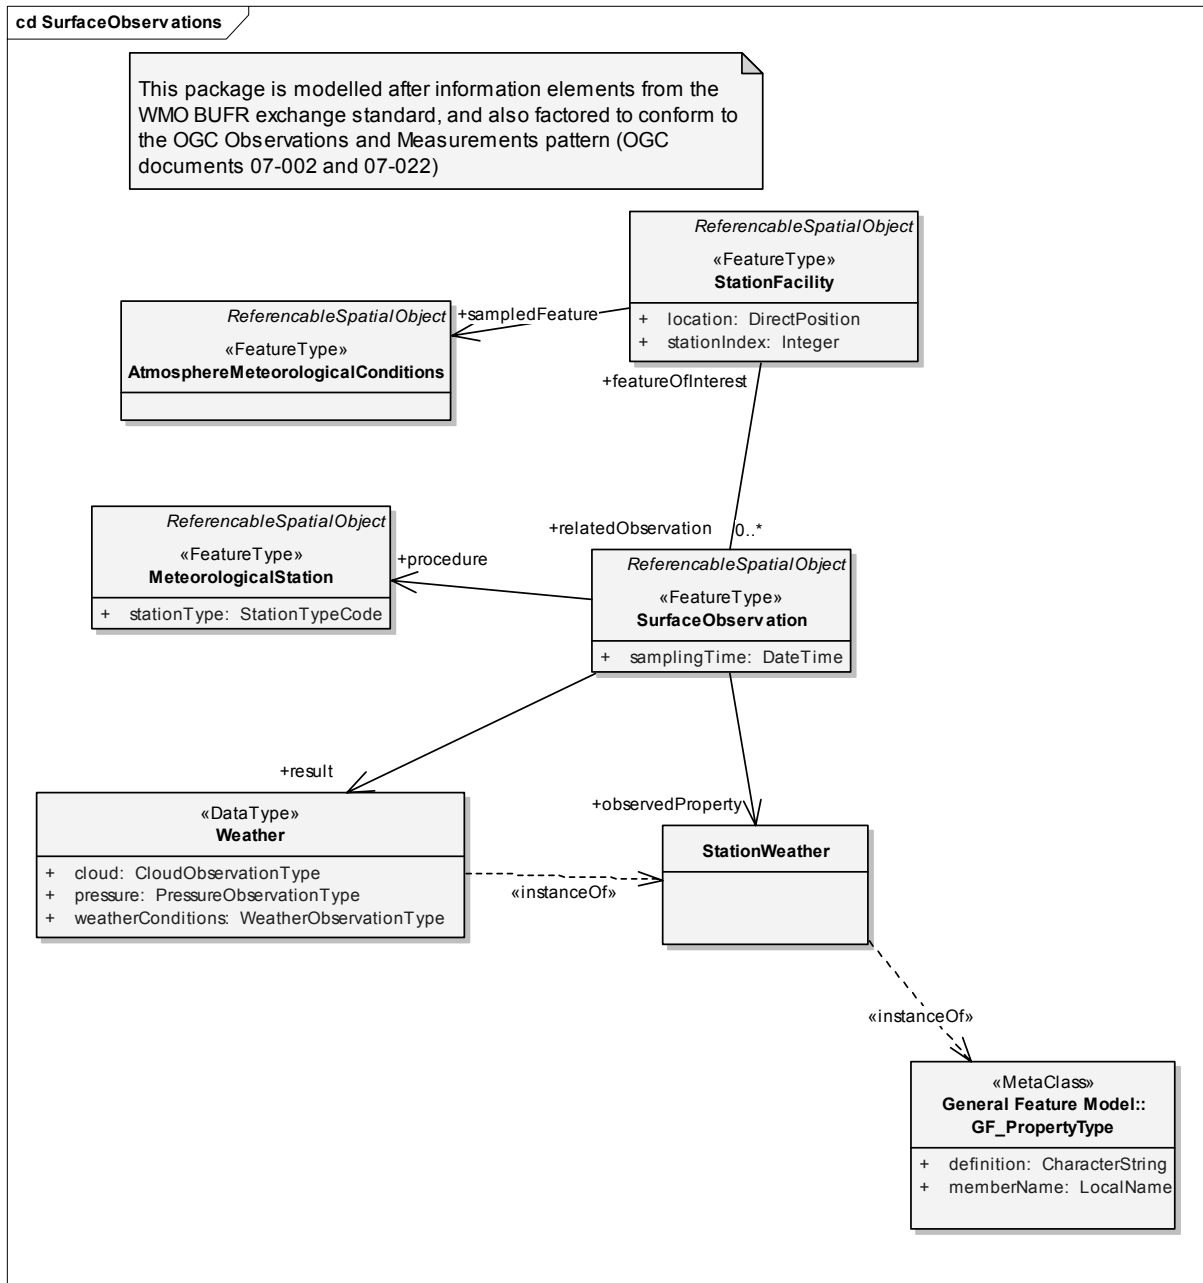 cd SurfaceObservations
This package is modelled after information elements from the
WMO BUFR exchange standard, and also factored to conform to
the OGC Observations and Measurements pattern (OGC
documents 07-002 and 07-022)
ReferencableSpatialObject
«FeatureType»
StationFacility
+ location: DirectPosition
+ stationIndex: Integer
+sampledFeature
ReferencableSpatialObject
«FeatureType»
AtmosphereMeteorologicalConditions
+featureOfInterest
+relatedObservation
0..*
ReferencableSpatialObject
«FeatureType»
MeteorologicalStation
+ stationType: StationTypeCode
+procedure
ReferencableSpatialObject
«FeatureType»
SurfaceObservation
+ samplingTime: DateTime
+result
+observedProperty
«DataType»
Weather
+ cloud: CloudObservationType
+ pressure: PressureObservationType
+ weatherConditions: WeatherObservationType
«instanceOf»
StationWeather
«instanceOf»
«MetaClass»
General Feature Model::
GF_PropertyType
+ definition: CharacterString
+ memberName: LocalName